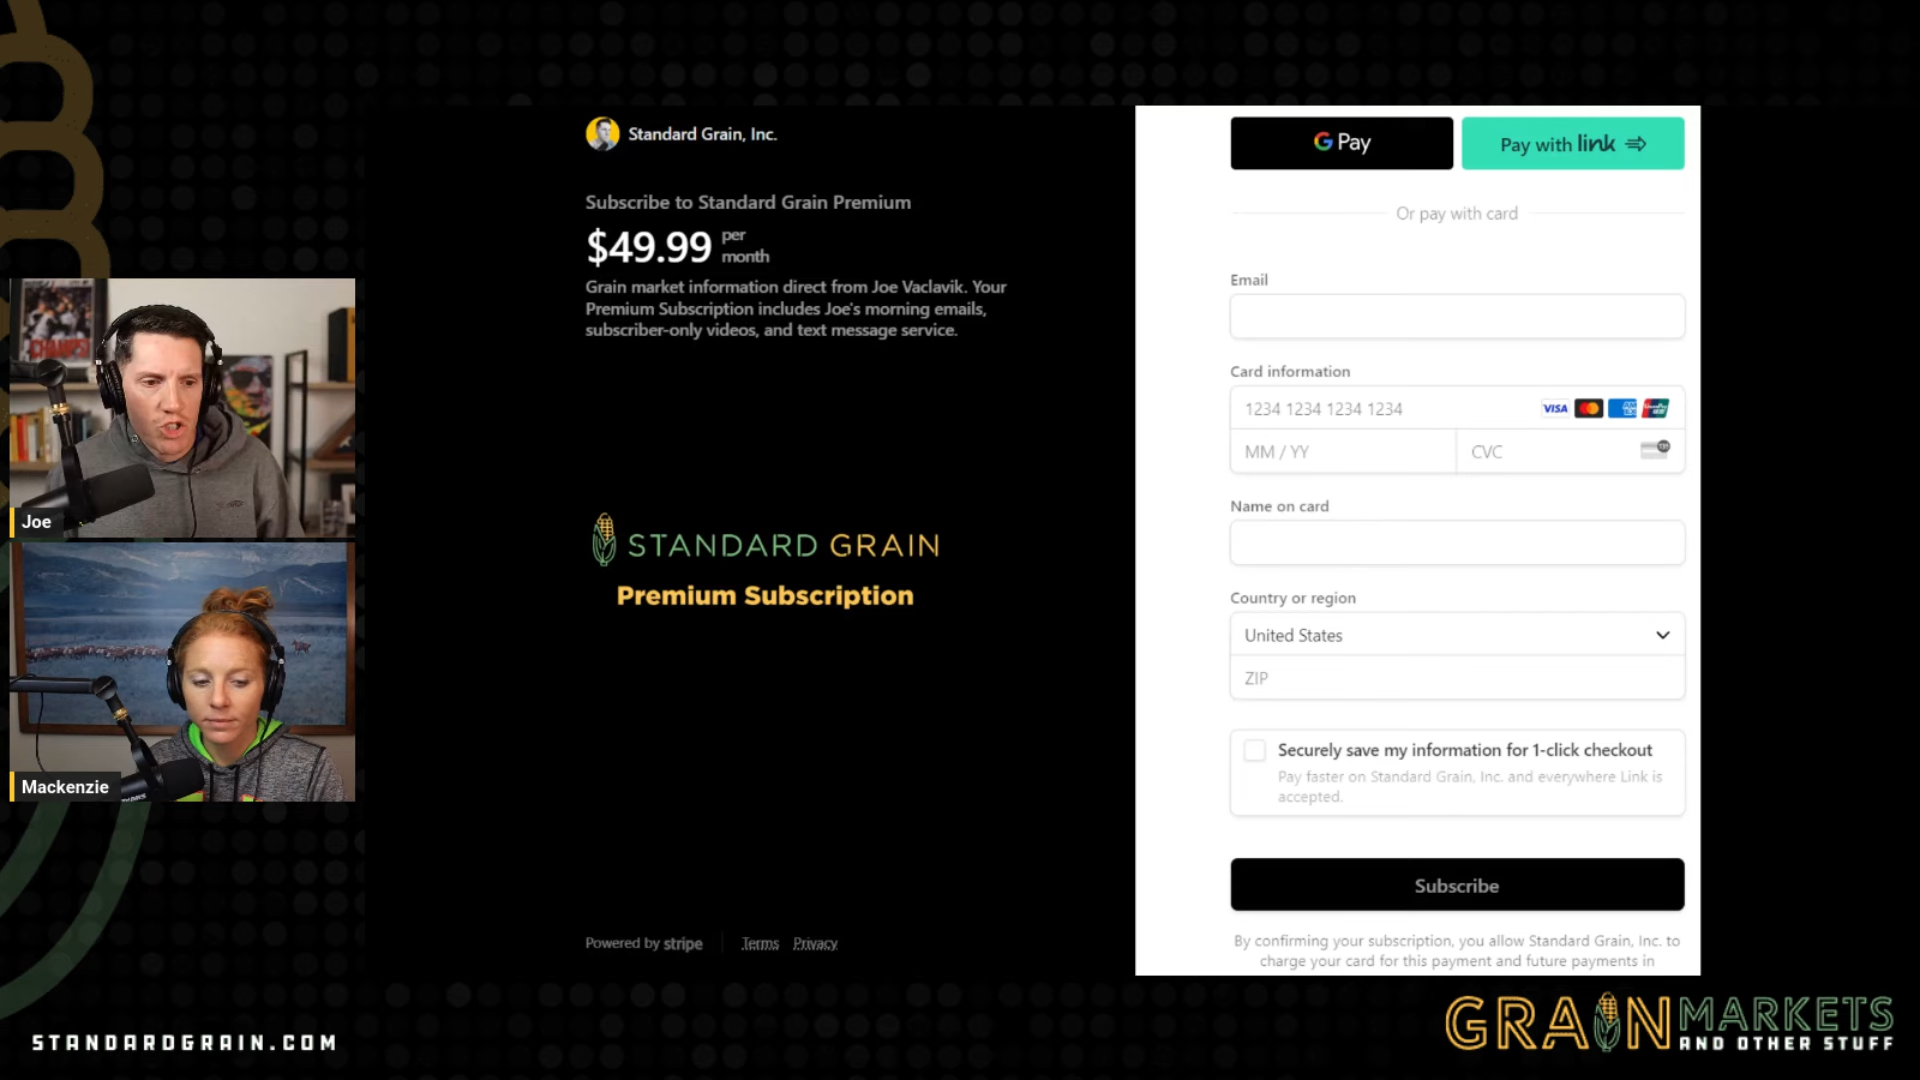 Standard Grain, Inc.
Subscribe to Standard Grain Premium
$49.99 per
month
Grain market information direct from Joe Vaclavik. Your
Premium Subscription includes Joe's morning emails,
subscriber-only videos, and text message service.
STANDARD GRAIN
Premium Subscription
Powered by stripe
Terms Privacy
G Pay
Pay with link
Or pay with card
Email
Card information
1234 1234 1234 1234
VISA
MM / YY
CVC
Name on card
Country or region
United States
ZIP
Securely save my information for 1-click checkout
Pay faster on Standard Grain, Inc. and everywhere Link is
accepted.
Subscribe
By confirming your subscription, you allow Standard Grain, Inc. to
charge your card for this payment and future payments in
Joe
Mackenzie
STANDARDGRAIN.COM
GRAIN MARKETS
AND OTHER STUFF